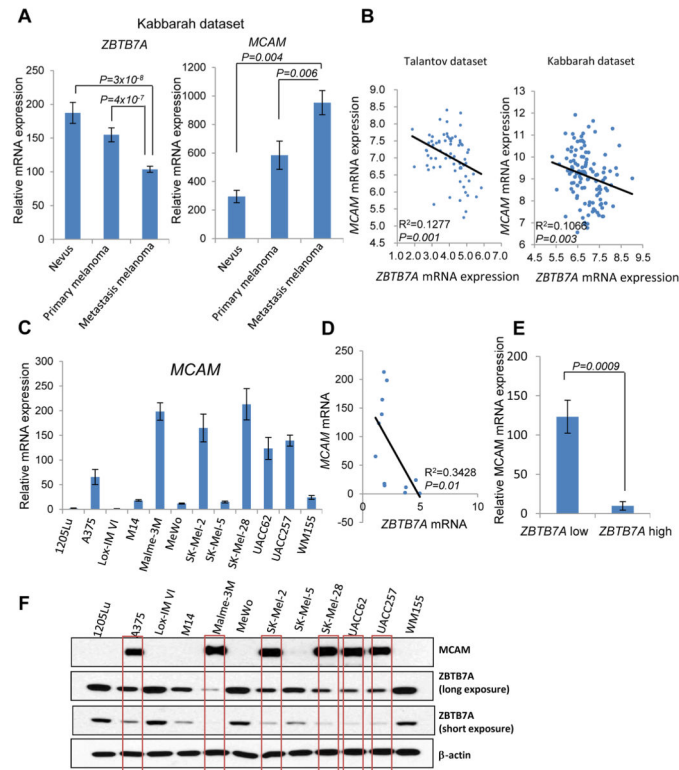 A
Kabbarah dataset
ZBTB7A
MCAM
Relative mRNA expression
250
200
150
100
50
0
P=3x10-8
P=4x10-7
Nevus
Primary melanoma
Metastasis melanoma
Relative mRNA expression
1200
1000
800
600
400
200
0
P=0.004
P=0.006
Nevus
Primary melanoma
Metastasis melanoma
B
Talantov dataset
Kabbarah dataset
MCAM mRNA expression
9.0
8.5
8.0
7.5
7.0
6.5
6.0
5.5
5.0
4.5
R2=0.1277
P=0.001
1.0 2.0 3.0 4.0 5.0 6.0 7.0
ZBTB7A mRNA expression
MCAM mRNA expression
13
12
11
10
9
8
7
6
R2=0.1066
P=0.003
4.5 5.5 6.5 7.5 8.5 9.5
ZBTB7A mRNA expression
C
MCAM
Relative mRNA expression
300
250
200
150
100
50
0
1205Lu
A375
Lox-IM VI
M14
Malme-3M
MeWo
SK-Mel-2
SK-Mel-5
SK-Mel-28
UACC62
UACC257
WM155
D
MCAM mRNA
250
200
150
100
50
0
-50
R2=0.3428
P=0.01
0 5 10
ZBTB7A mRNA
E
Relative MCAM mRNA expression
200
150
100
50
0
P=0.0009
ZBTB7A low
ZBTB7A high
F
1205Lu
A375
Lox-IM VI
M14
Malme-3M
MeWo
SK-Mel-2
SK-Mel-5
SK-Mel-28
UACC62
UACC257
WM155
MCAM
ZBTB7A
(long exposure)
ZBTB7A
(short exposure)
β-actin